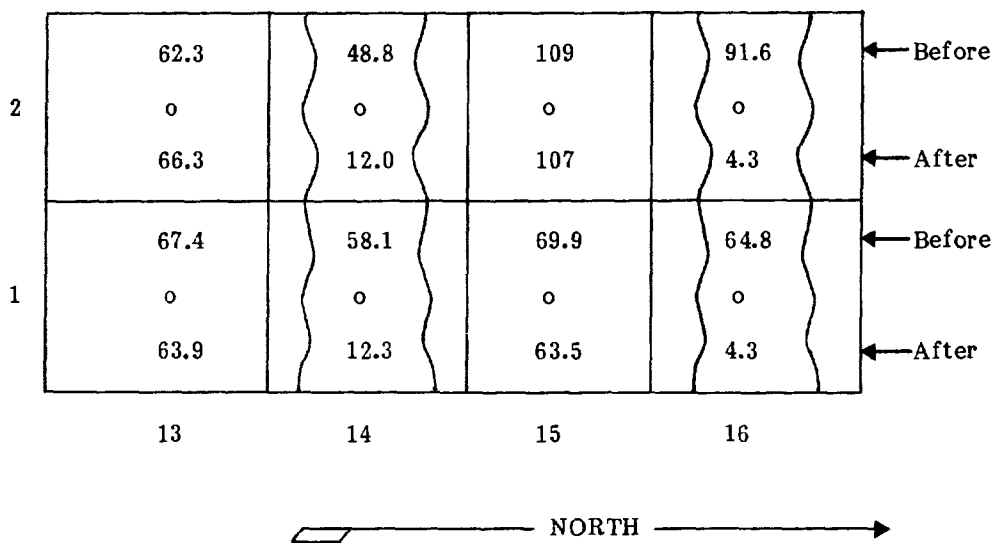 62.3 48.8 109 91.6 Before
2 o o o o
66.3 12.0 107 4.3 After
67.4 58.1 69.9 64.8 Before
1 o o o o
63.9 12.3 63.5 4.3 After
13 14 15 16
NORTH